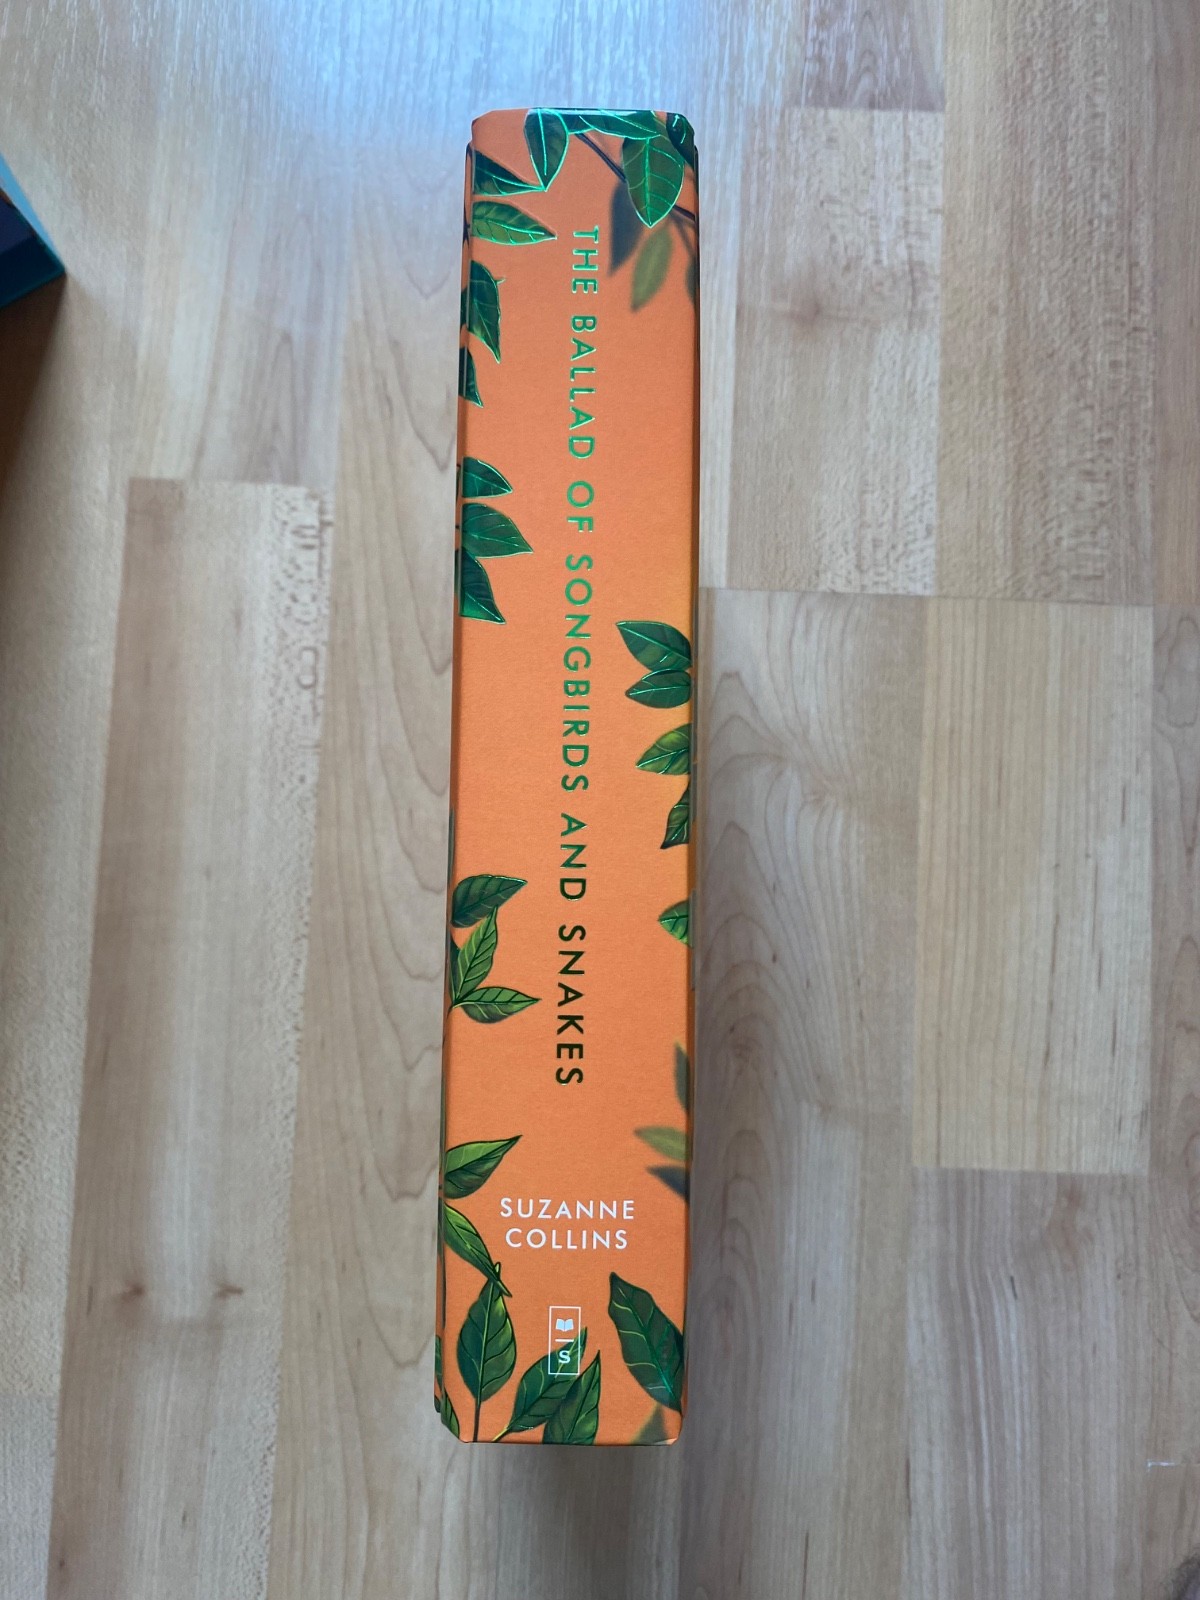 THE BALLAD OF SONGBIRDS AND SNAKES
SUZANNE
COLLINS
S